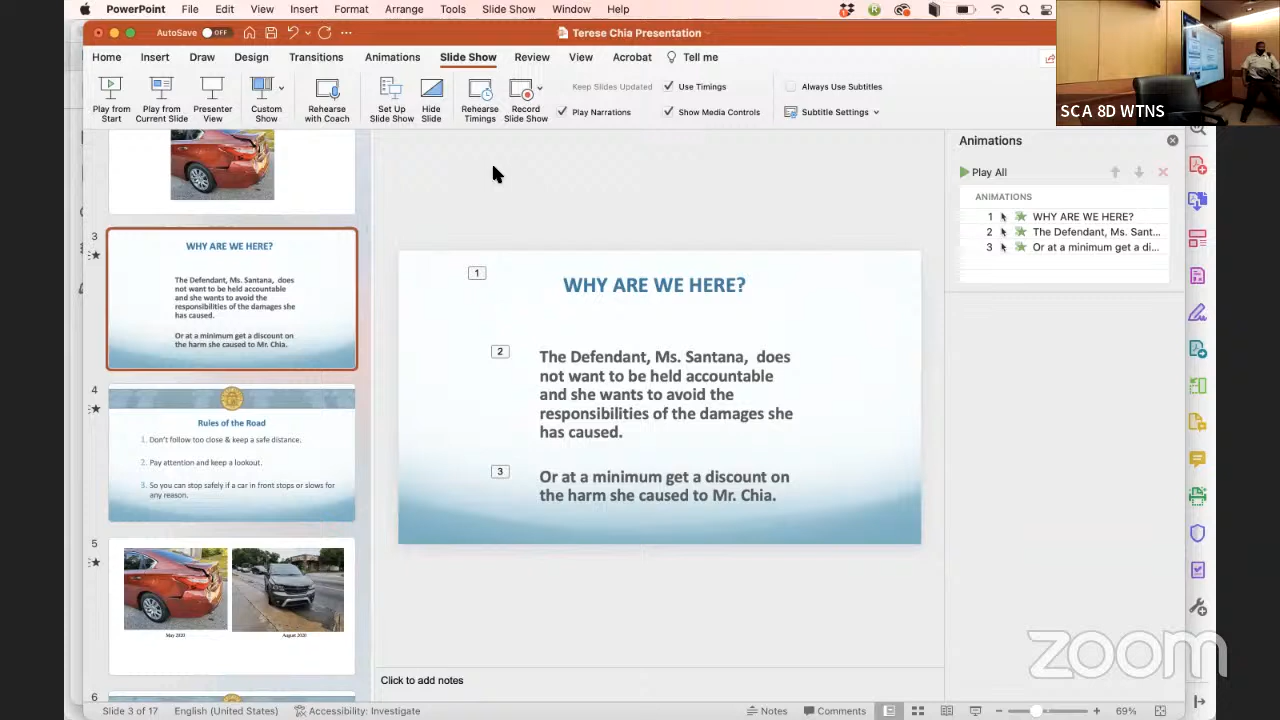 PowerPoint File Edit View Insert Format Arrange Tools Slide Show Window Help
AutoSave OFF Terese Chia Presentation
Home Insert Draw Design Transitions Animations Slide Show Review View Acrobat Tell me
Play from Start
Play from Current Slide
Presenter View
Custom Show
Rehearse with Coach
Set Up Slide Show
Hide Slide
Rehearse Timings
Record Slide Show
Keep Slides Updated
Use Timings
Play Narrations
Show Media Controls
Always Use Subtitles
Subtitle Settings
SCA 8D WTNS
3
WHY ARE WE HERE?
The Defendant, Ms. Santana, does
not want to be held accountable
and she wants to avoid the
responsibilities of the damages she
has caused.
Or at a minimum get a discount on
the harm she caused to Mr. Chia.
4
Rules of the Road
1. Don't follow too close & keep a safe distance.
2. Pay attention and keep a lookout.
3. So you can stop safely if a car in front stops or slows for
any reason.
5
May 2020
August 2020
6
1
WHY ARE WE HERE?
2
The Defendant, Ms. Santana, does
not want to be held accountable
and she wants to avoid the
responsibilities of the damages she
has caused.
3
Or at a minimum get a discount on
the harm she caused to Mr. Chia.
Click to add notes
Animations
Play All
ANIMATIONS
1 WHY ARE WE HERE?
2 The Defendant, Ms. Sant...
3 Or at a minimum get a di...
zoom
Slide 3 of 17 English (United States) Accessibility: Investigate Notes Comments 69%